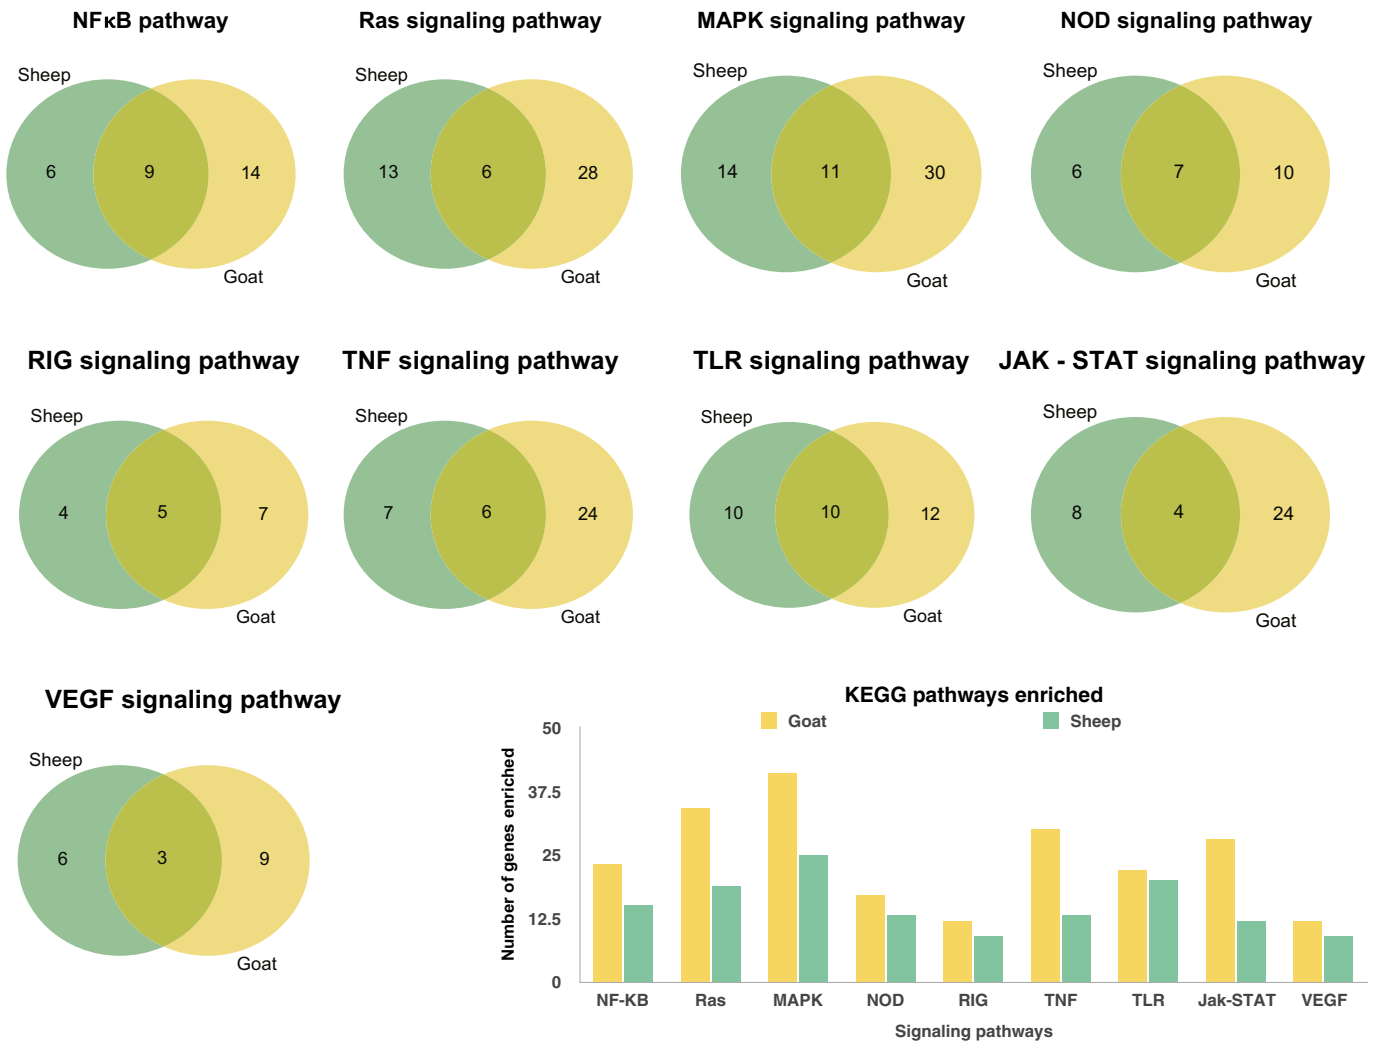 NFκB pathway
Ras signaling pathway
MAPK signaling pathway
NOD signaling pathway
Sheep
6
9
14
Goat
Sheep
13
6
28
Goat
Sheep
14
11
30
Goat
Sheep
6
7
10
Goat
RIG signaling pathway
TNF signaling pathway
TLR signaling pathway
JAK - STAT signaling pathway
Sheep
4
5
7
Goat
Sheep
7
6
24
Goat
Sheep
10
10
12
Goat
Sheep
8
4
24
Goat
VEGF signaling pathway
Sheep
6
3
9
Goat
KEGG pathways enriched
Goat
Sheep
Number of genes enriched
50
37.5
25
12.5
0
NF-KB
Ras
MAPK
NOD
RIG
TNF
TLR
Jak-STAT
VEGF
Signaling pathways